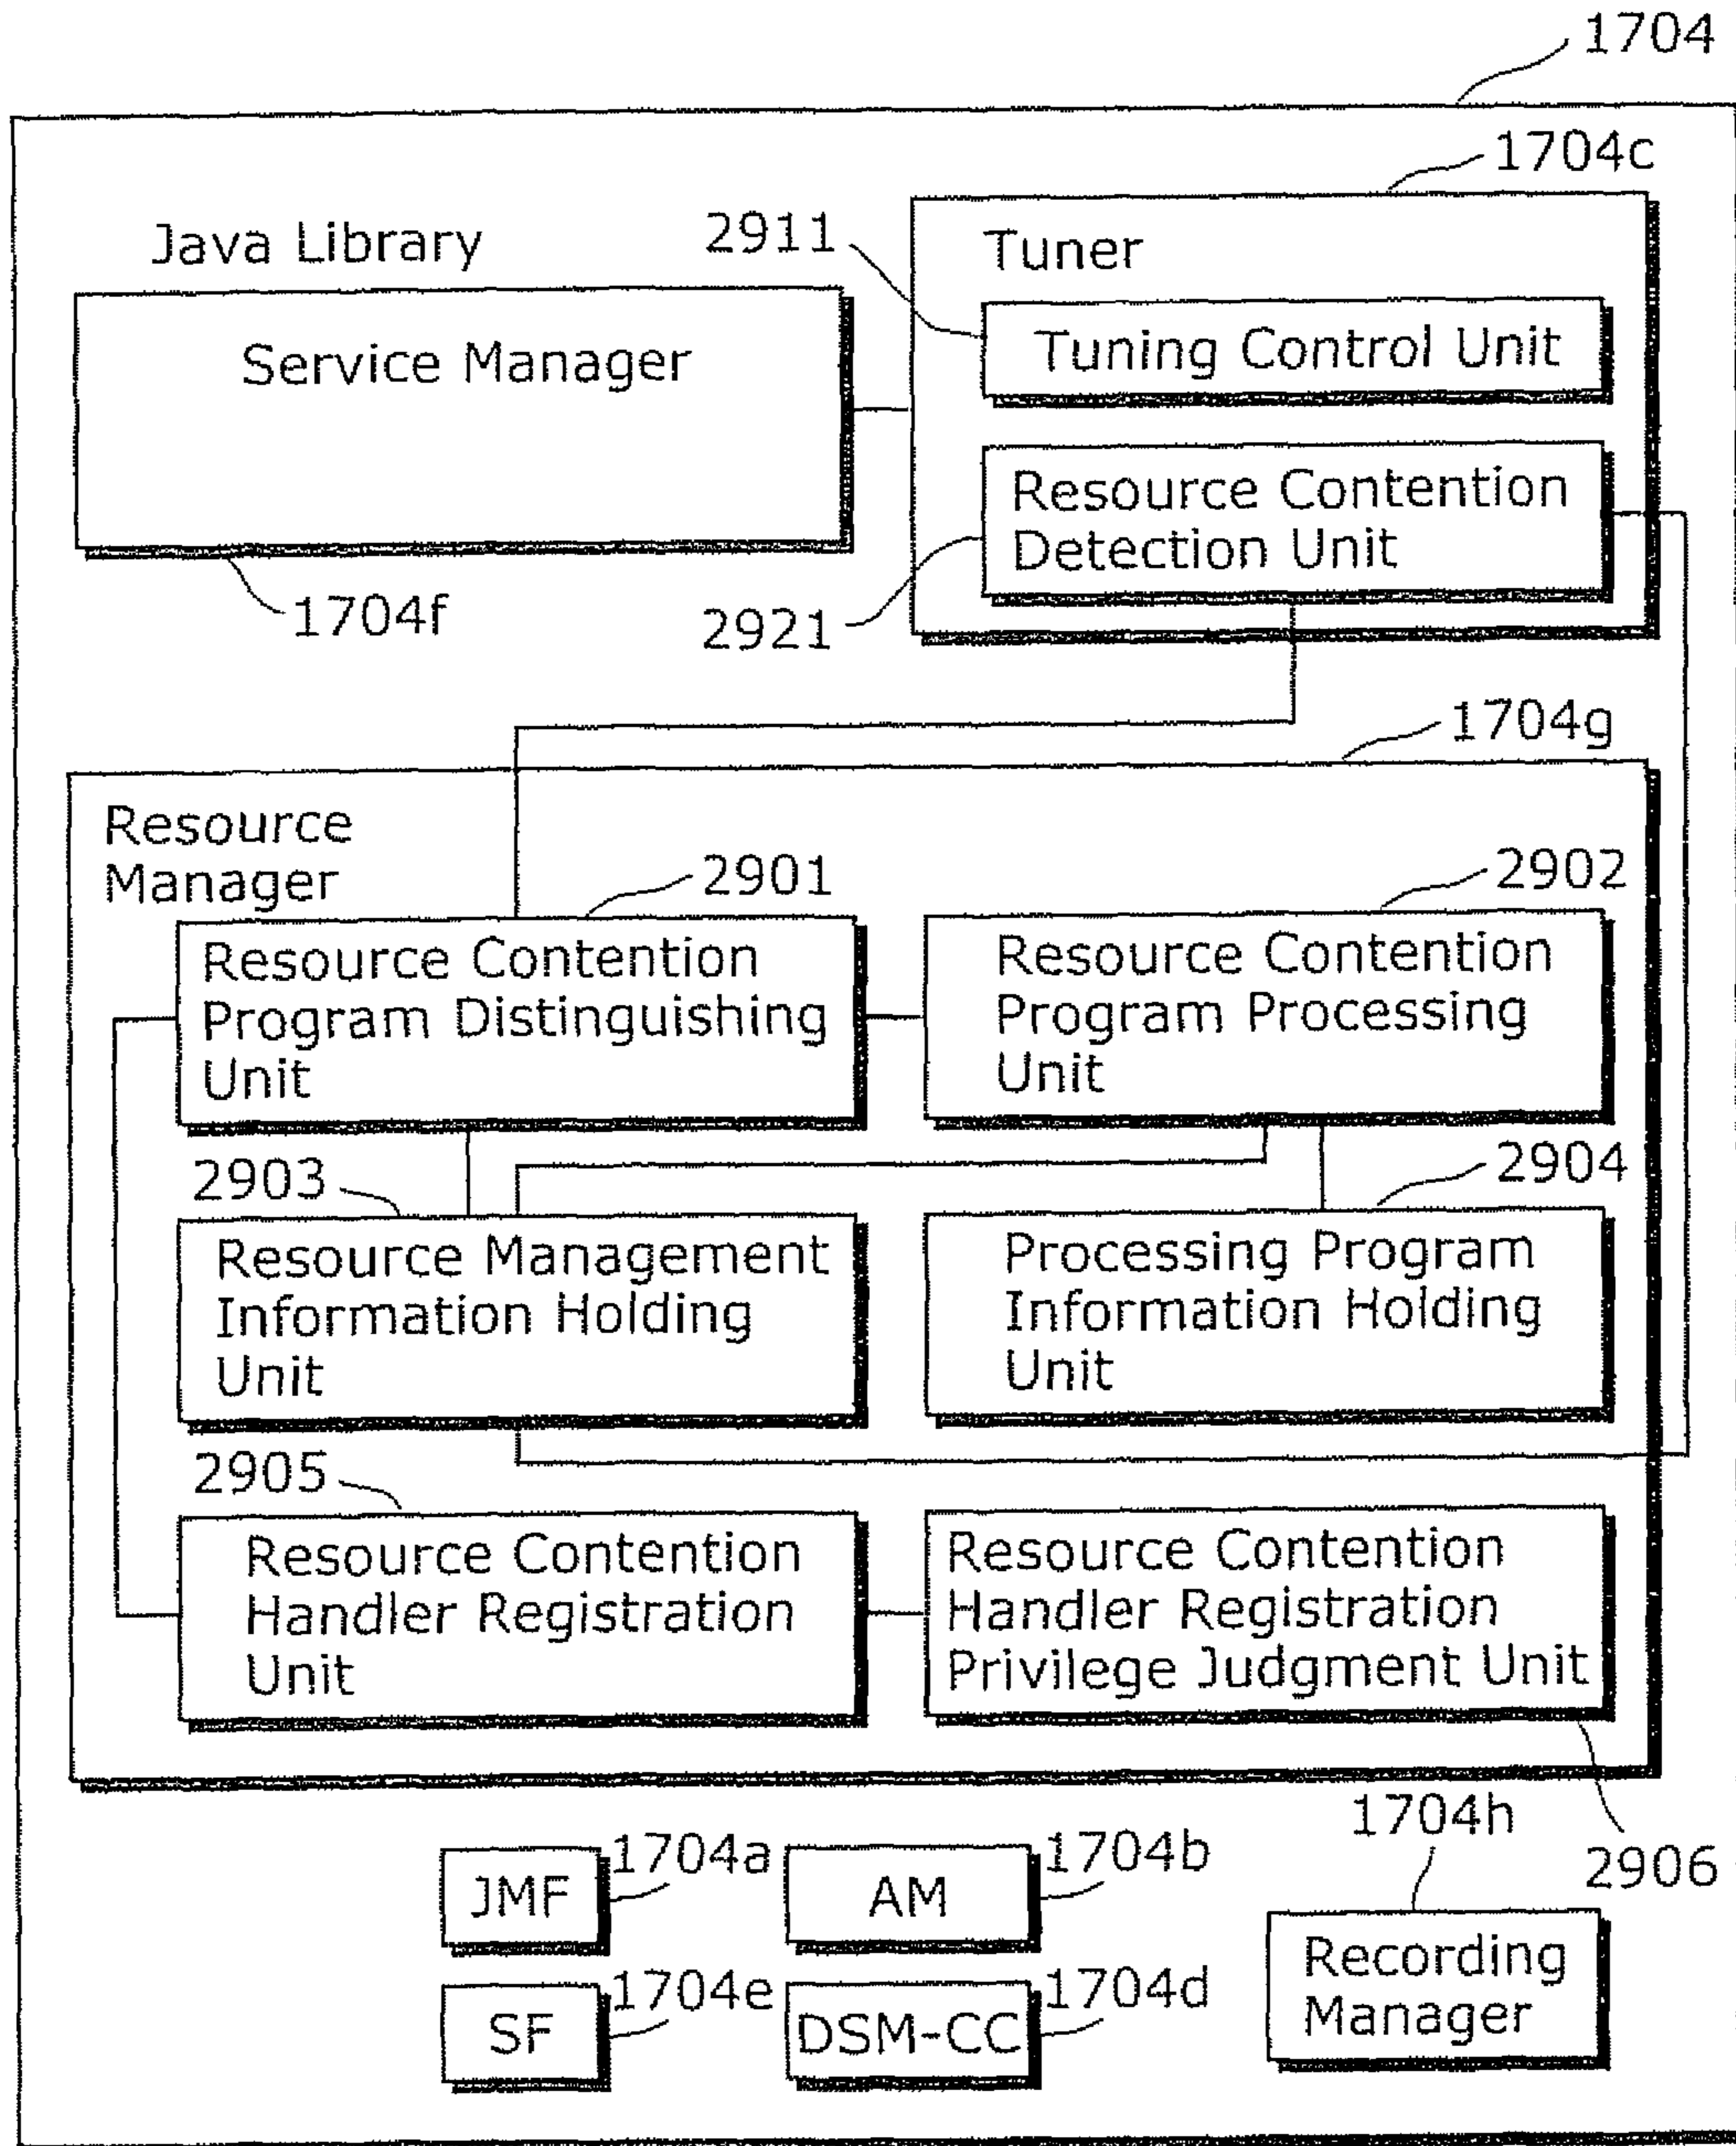 1704
1704c
Java Library
2911
Tuner
Tuning Control Unit
Service Manager
Resource Contention
Detection Unit
1704f
2921
1704g
Resource
Manager
2901
2902
Resource Contention
Program Distinguishing
Unit
Resource Contention
Program Processing
Unit
2903
2904
Resource Management
Information Holding
Unit
Processing Program
Information Holding
Unit
2905
Resource Contention
Handler Registration
Unit
Resource Contention
Handler Registration
Privilege Judgment Unit
1704h
2906
JMF
1704a
AM
1704b
SF
1704e
DSM-CC
1704d
Recording
Manager